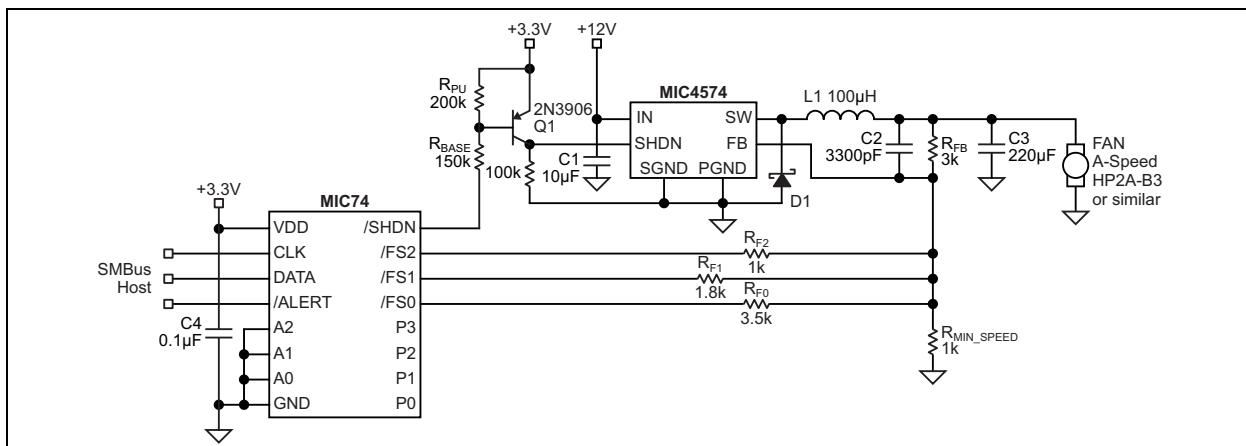 +3.3V
+12V
RPU
200k
2N3906
Q1
RBASE
150k
100k
C1
10µF
MIC4574
IN
SHDN
SGND
PGND
SW
FB
L1 100µH
D1
C2
3300pF
RFB
3k
C3
220µF
FAN
A-Speed
HP2A-B3
or similar
+3.3V
MIC74
VDD
CLK
DATA
/ALERT
A2
A1
A0
GND
/SHDN
/FS2
/FS1
/FS0
P3
P2
P1
P0
SMBus
Host
C4
0.1µF
RF2
1k
RF1
1.8k
RF0
3.5k
RMIN_SPEED
1k